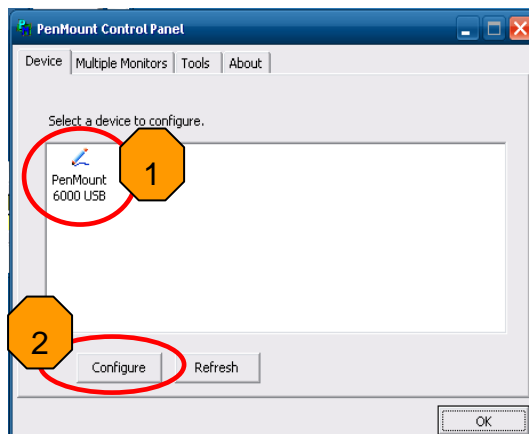 PenMount Control Panel
Device Multiple Monitors Tools About
Select a device to configure.
1
PenMount
6000 USB
2
Configure Refresh
OK